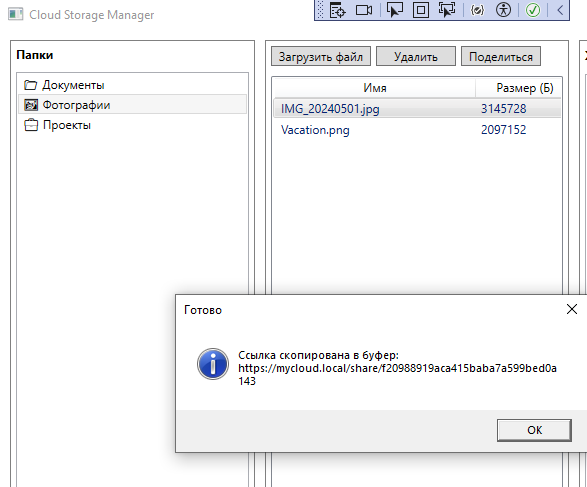 Cloud Storage Manager
Папки
Документы
Фотографии
Проекты
Загрузить файл
Удалить
Поделиться
Имя
Размер (Б)
IMG_20240501.jpg
3145728
Vacation.png
2097152
Готово
Ссылка скопирована в буфер:
https://mycloud.local/share/f20988919aca415baba7a599bed0a
143
OK